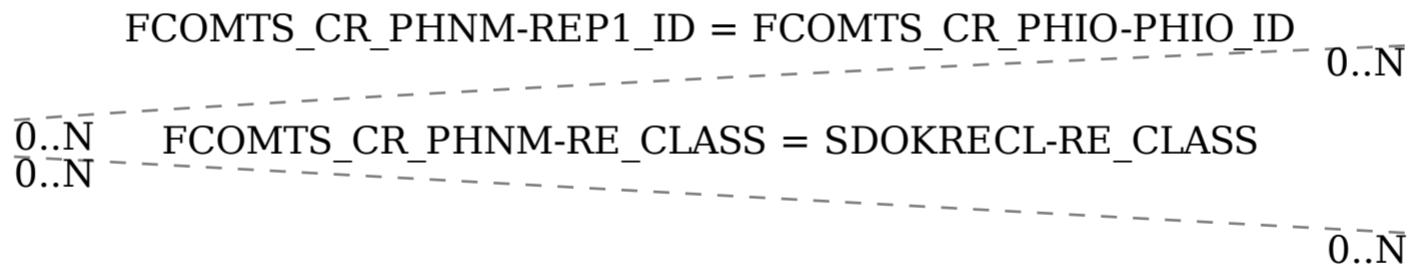 FCOMTS_CR_PHNM-REP1_ID = FCOMTS_CR_PHIO-PHIO_ID
0..N
0..N
FCOMTS_CR_PHNM-RE_CLASS = SDOKRECL-RE_CLASS
0..N
0..N